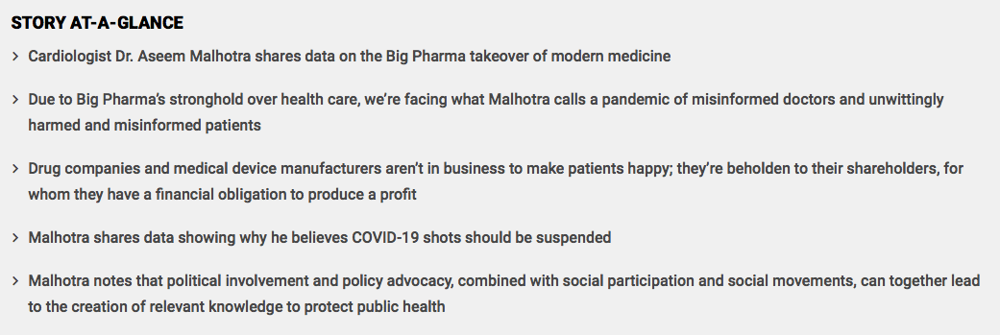 STORY AT-A-GLANCE
> Cardiologist Dr. Aseem Malhotra shares data on the Big Pharma takeover of modern medicine
> Due to Big Pharma’s stronghold over health care, we’re facing what Malhotra calls a pandemic of misinformed doctors and unwittingly
harmed and misinformed patients
> Drug companies and medical device manufacturers aren’t in business to make patients happy; they’re beholden to their shareholders, for
whom they have a financial obligation to produce a profit
> Malhotra shares data showing why he believes COVID-19 shots should be suspended
> Malhotra notes that political involvement and policy advocacy, combined with social participation and social movements, can together lead
to the creation of relevant knowledge to protect public health